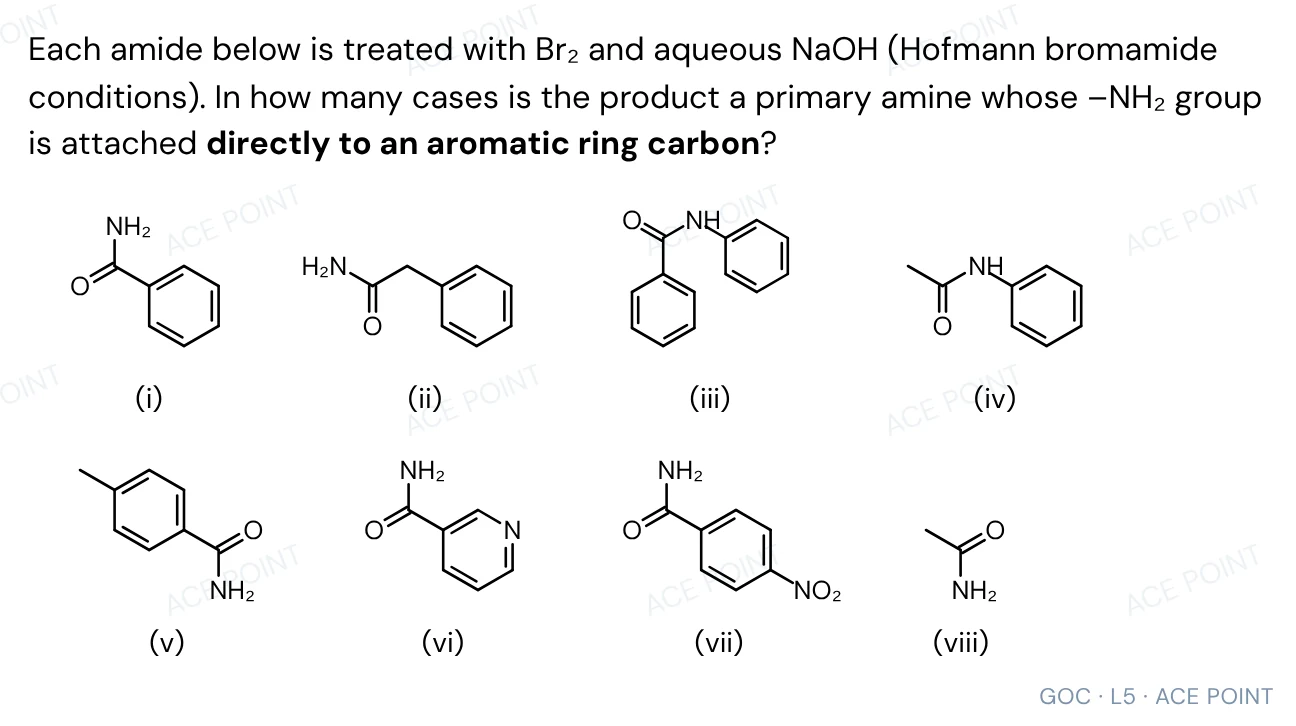 Each amide below is treated with Br₂ and aqueous NaOH (Hofmann bromamide
conditions). In how many cases is the product a primary amine whose –NH₂ group
is attached directly to an aromatic ring carbon?
NH₂
O
(i)
H₂N
O
(ii)
O
NH
(iii)
NH
O
(iv)
O
NH₂
(v)
NH₂
O
N
(vi)
NH₂
O
NO₂
(vii)
O
NH₂
(viii)
GOC · L5 · ACE POINT
ACE POINT